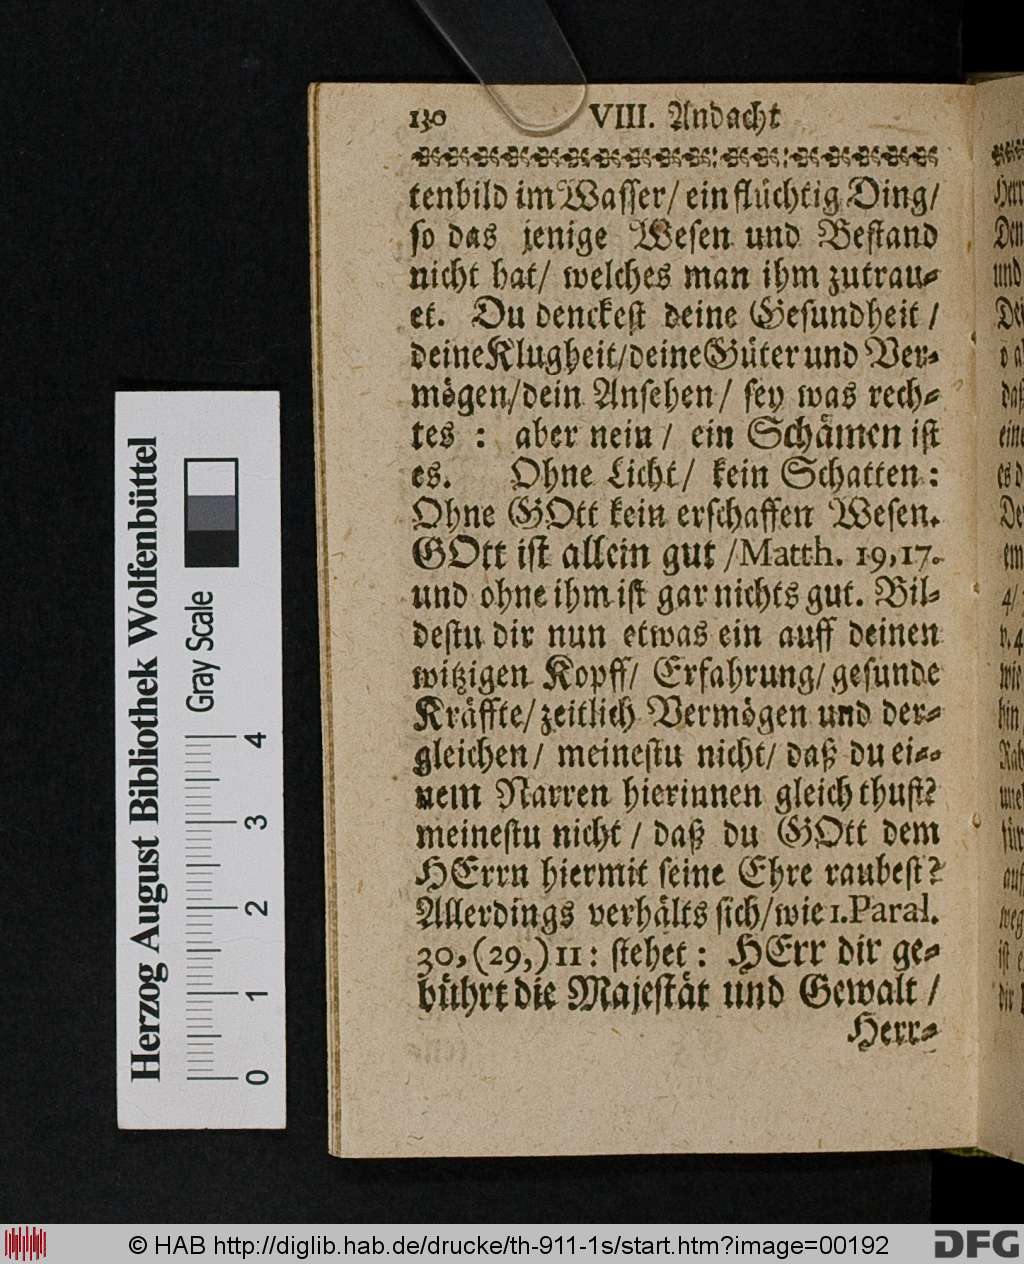 130 VIII. Andacht
tenbild im Wasser/ ein flüchtig Ding/
so das jenige Wesen und Bestand
nicht hat/ welches man ihm zutrau-
et. Du denckest deine Gesundheit /
deine Klugheit/deine Güter und Ver-
mögen/dein Ansehen/ sey was rech-
tes : aber nein / ein Schämen ist
es. Ohne Licht/ kein Schatten:
Ohne GOtt kein erschaffen Wesen.
GOtt ist allein gut /Matth. 19,17.
und ohne ihm ist gar nichts gut. Bil-
destu dir nun etwas ein auff deinen
witzigen Kopff/ Erfahrung/ gesunde
Kräffte/ zeitlich Vermögen und der-
gleichen/ meinestu nicht/ daß du ei-
nem Narren hierinnen gleich thust?
meinestu nicht / daß du GOtt dem
HErrn hiermit seine Ehre raubest?
Allerdings verhälts sich/wie 1.Paral.
30,(29,) 11: stehet: HErr dir ge-
bührt die Majestät und Gewalt /
Herr-
Herzog August Bibliothek Wolfenbüttel
Gray Scale
0 1 2 3 4
© HAB http://diglib.hab.de/drucke/th-911-1s/start.htm?image=00192
DFG